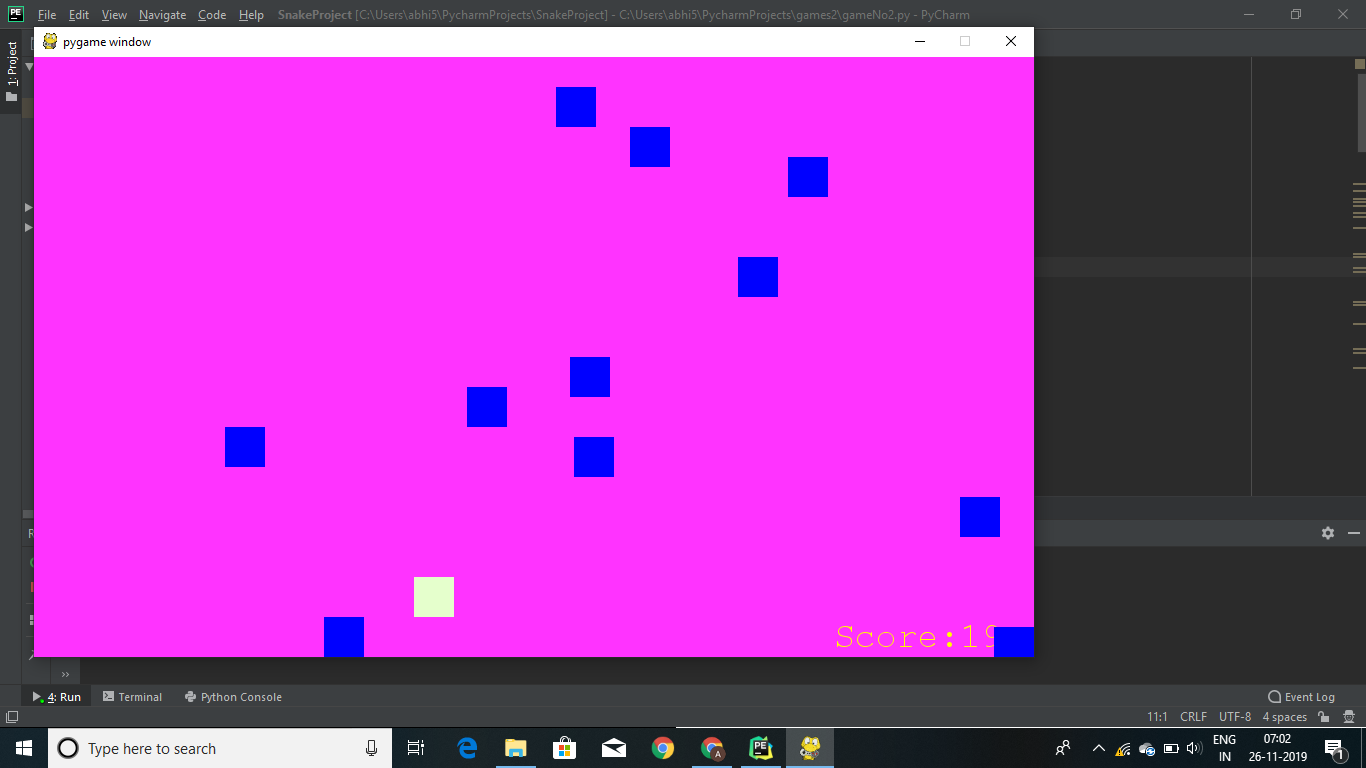 PE File Edit View Navigate Code Help SnakeProject [C:\Users\abhi5\PycharmProjects\SnakeProject] - C:\Users\abhi5\PycharmProjects\games2\gameNo2.py - PyCharm
pygame window
1: Project
Score:19
4: Run Terminal Python Console Event Log
11:1 CRLF UTF-8 4 spaces
Type here to search
ENG
IN
07:02
26-11-2019
1